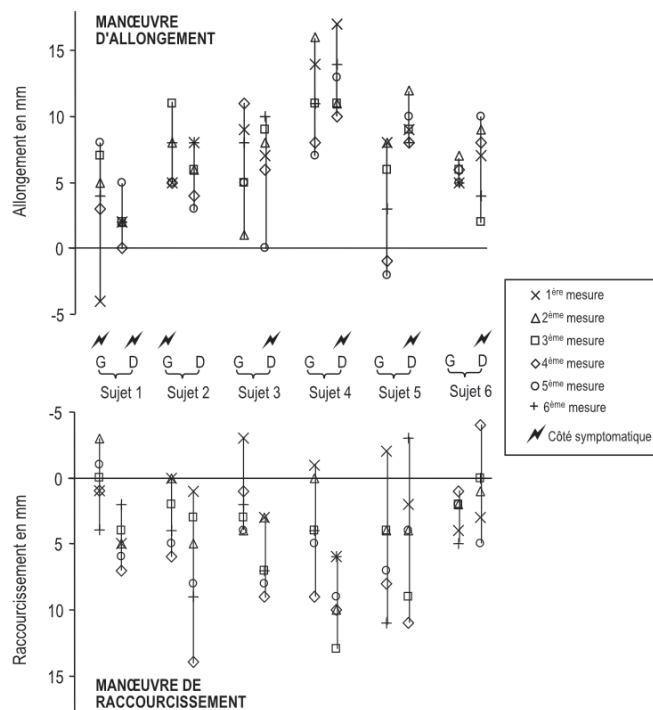 MANŒUVRE
D'ALLONGEMENT
Allongement en mm
15
10
5
0
-5
G D G D G D G D G D G D
Sujet 1 Sujet 2 Sujet 3 Sujet 4 Sujet 5 Sujet 6
1ère mesure
2ème mesure
3ème mesure
4ème mesure
5ème mesure
6ème mesure
Côté symptomatique
Raccourcissement en mm
-5
0
5
10
15
MANŒUVRE DE
RACCOURCISSEMENT